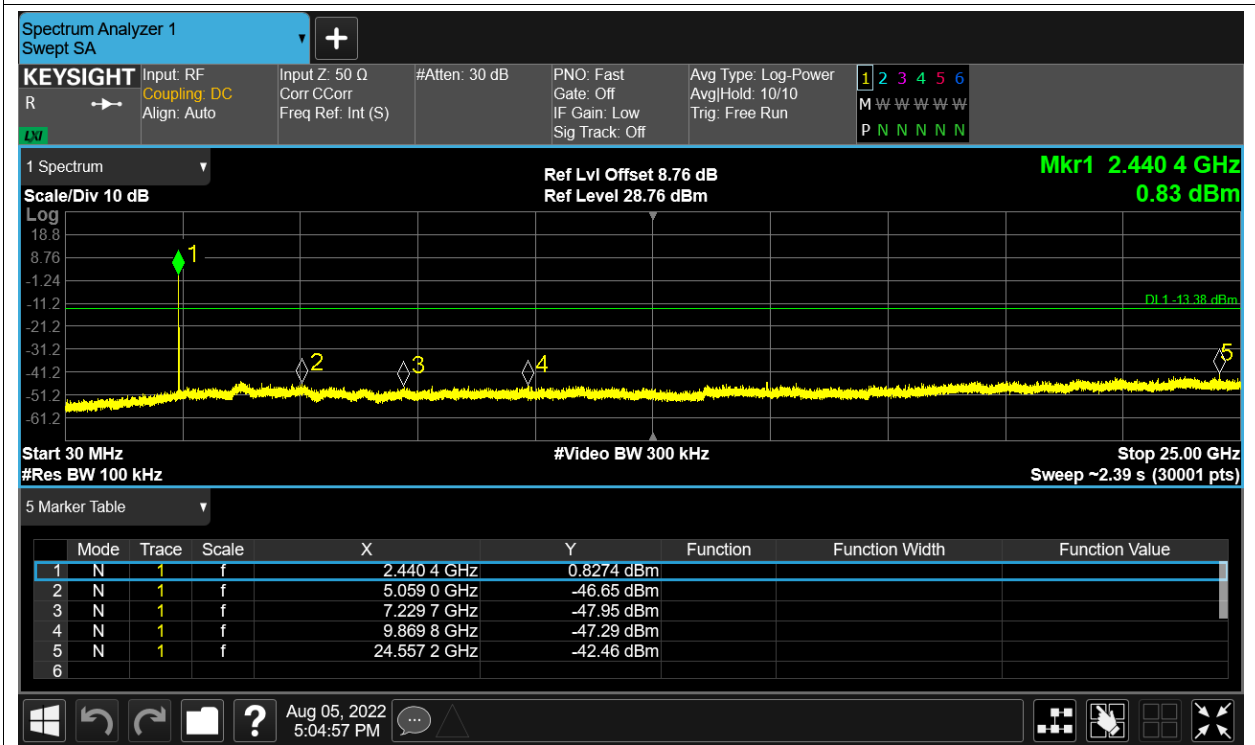 Spectrum Analyzer 1
Swept SA
+
KEYSIGHT Input: RF Input Z: 50 Ω #Atten: 30 dB PNO: Fast Avg Type: Log-Power 1 2 3 4 5 6
R Coupling: DC Corr CCorr Gate: Off Avg|Hold: 10/10 M W W W W W W
Align: Auto Freq Ref: Int (S) IF Gain: Low Trig: Free Run
LXI Sig Track: Off P N N N N N N
1 Spectrum Ref Lvl Offset 8.76 dB Mkr1 2.440 4 GHz
Scale/Div 10 dB Ref Level 28.76 dBm 0.83 dBm
Log
18.8
8.76 1
-1.24
-11.2 DL1 -13.38 dBm
-21.2
-31.2 5
-41.2 2 3 4
-51.2
-61.2
Start 30 MHz #Video BW 300 kHz Stop 25.00 GHz
#Res BW 100 kHz Sweep ~2.39 s (30001 pts)
5 Marker Table
Mode Trace Scale X Y Function Function Width Function Value
1 N 1 f 2.440 4 GHz 0.8274 dBm
2 N 1 f 5.059 0 GHz -46.65 dBm
3 N 1 f 7.229 7 GHz -47.95 dBm
4 N 1 f 9.869 8 GHz -47.29 dBm
5 N 1 f 24.557 2 GHz -42.46 dBm
6
? Aug 05, 2022
5:04:57 PM